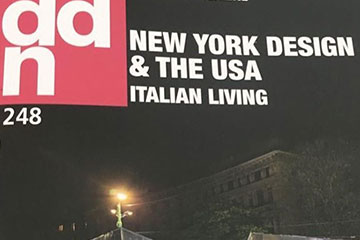 dd
n
NEW YORK DESIGN
& THE USA
ITALIAN LIVING
248